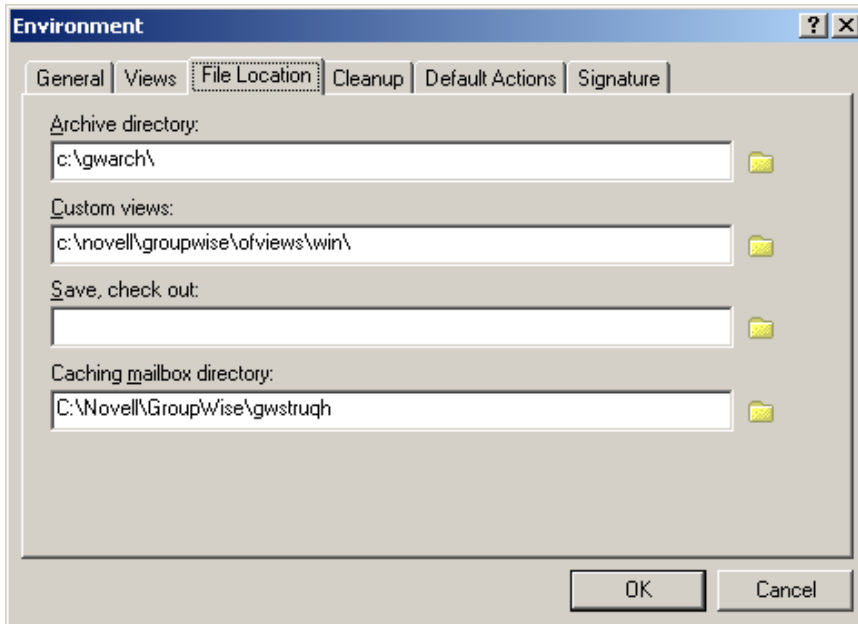 Environment
General Views File Location Cleanup Default Actions Signature
Archive directory:
c:\gwarch\
Custom views:
c:\novell\groupwise\ofviews\win\
Save, check out:
Caching mailbox directory:
C:\Novell\GroupWise\gwstruqh
OK Cancel